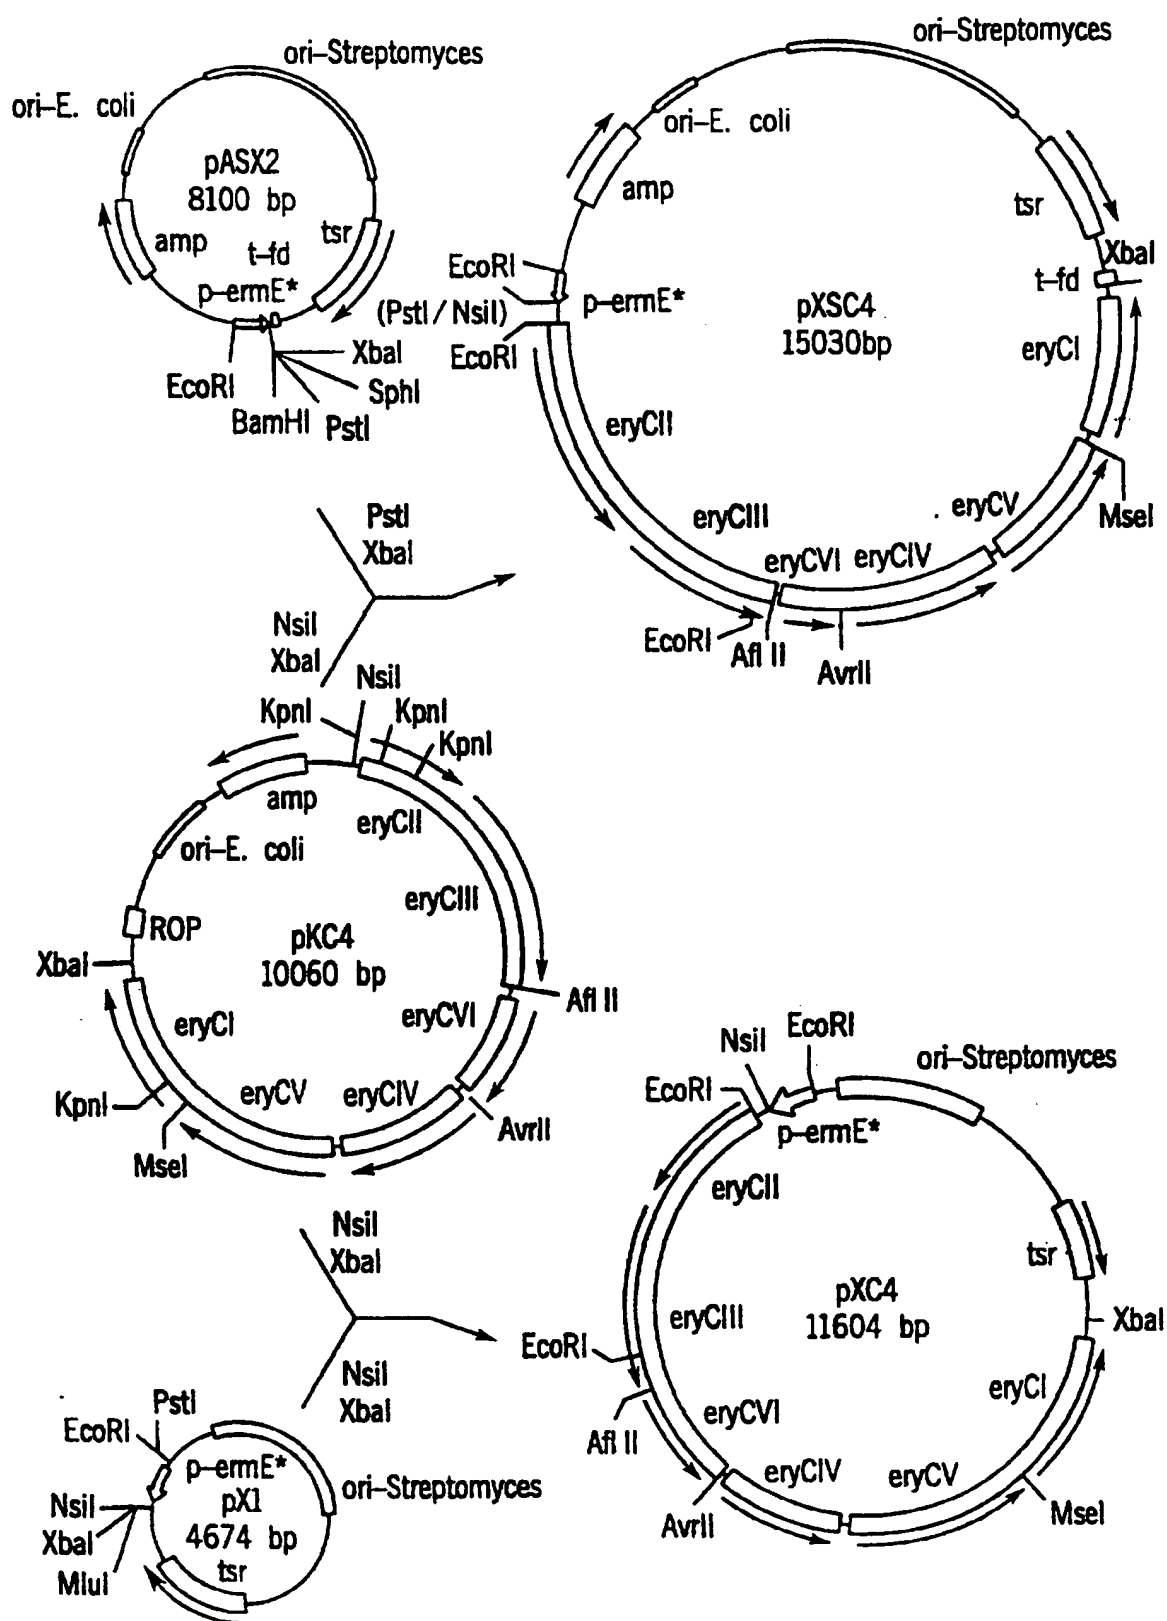 ori–Streptomyces
ori–E. coli
pASX2
8100 bp
amp
t–fd
tsr
p–ermE*
XbaI
SphI
EcoRI
BamHI
PstI
ori–Streptomyces
ori–E. coli
amp
tsr
XbaI
t–fd
EcoRI
p–ermE*
(PstI/NsiI)
EcoRI
pXSC4
15030bp
eryCI
eryCII
eryCIII
eryCVI
eryCIV
eryCV
MseI
EcoRI
Afl II
AvrII
PstI
XbaI
NsiI
XbaI
NsiI
KpnI
KpnI
KpnI
amp
eryCII
ori–E. coli
eryCIII
ROP
pKC4
10060 bp
XbaI
Afl II
eryCI
eryCVI
KpnI
eryCV
eryCIV
AvrII
MseI
NsiI
XbaI
NsiI
XbaI
PstI
EcoRI
p–ermE*
ori–Streptomyces
pX1
4674 bp
NsiI
XbaI
MluI
tsr
NsiI
EcoRI
EcoRI
ori–Streptomyces
p–ermE*
eryCII
tsr
pXC4
11604 bp
XbaI
eryCIII
EcoRI
eryCI
Afl II
eryCVI
eryCIV
eryCV
AvrII
MseI